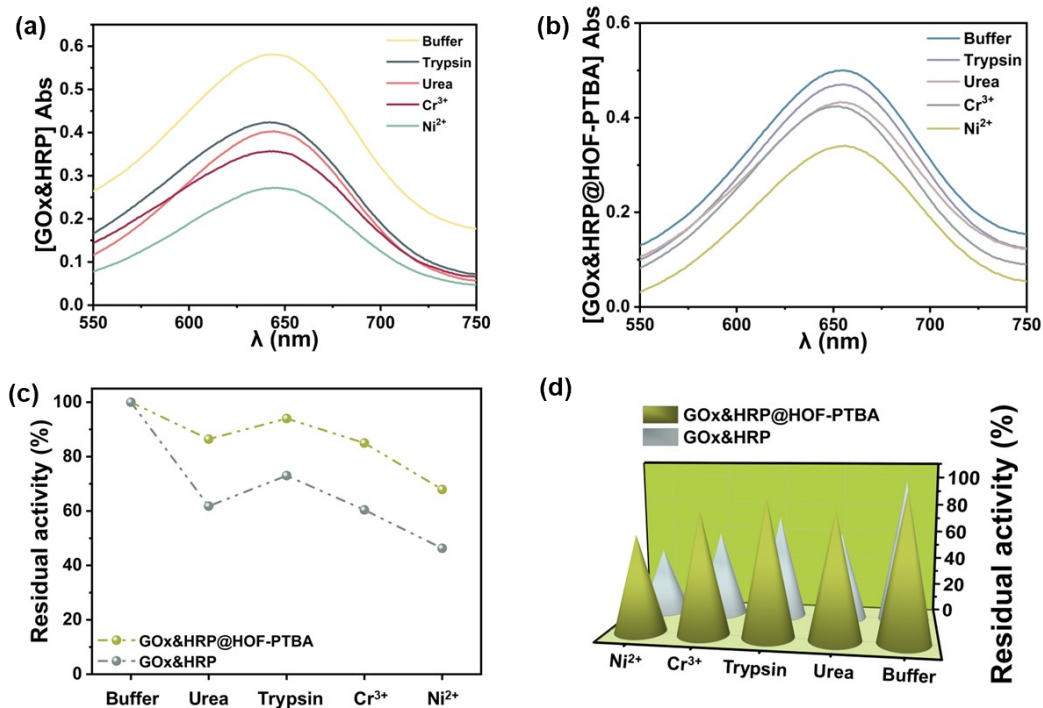 (a)
[GOx&HRP] Abs
0.6
0.5
0.4
0.3
0.2
0.1
0.0
Buffer
Trypsin
Urea
Cr³⁺
Ni²⁺
550 600 650 700 750
λ (nm)
(b)
[GOx&HRP@HOF-PTBA] Abs
0.6
0.4
0.2
0.0
Buffer
Trypsin
Urea
Cr³⁺
Ni²⁺
550 600 650 700 750
λ (nm)
(c)
Residual activity (%)
100
80
60
40
20
0
GOx&HRP@HOF-PTBA
GOx&HRP
Buffer Urea Trypsin Cr³⁺ Ni²⁺
(d)
GOx&HRP@HOF-PTBA
GOx&HRP
100
80
60
40
20
0
Residual activity (%)
Ni²⁺ Cr³⁺ Trypsin Urea Buffer